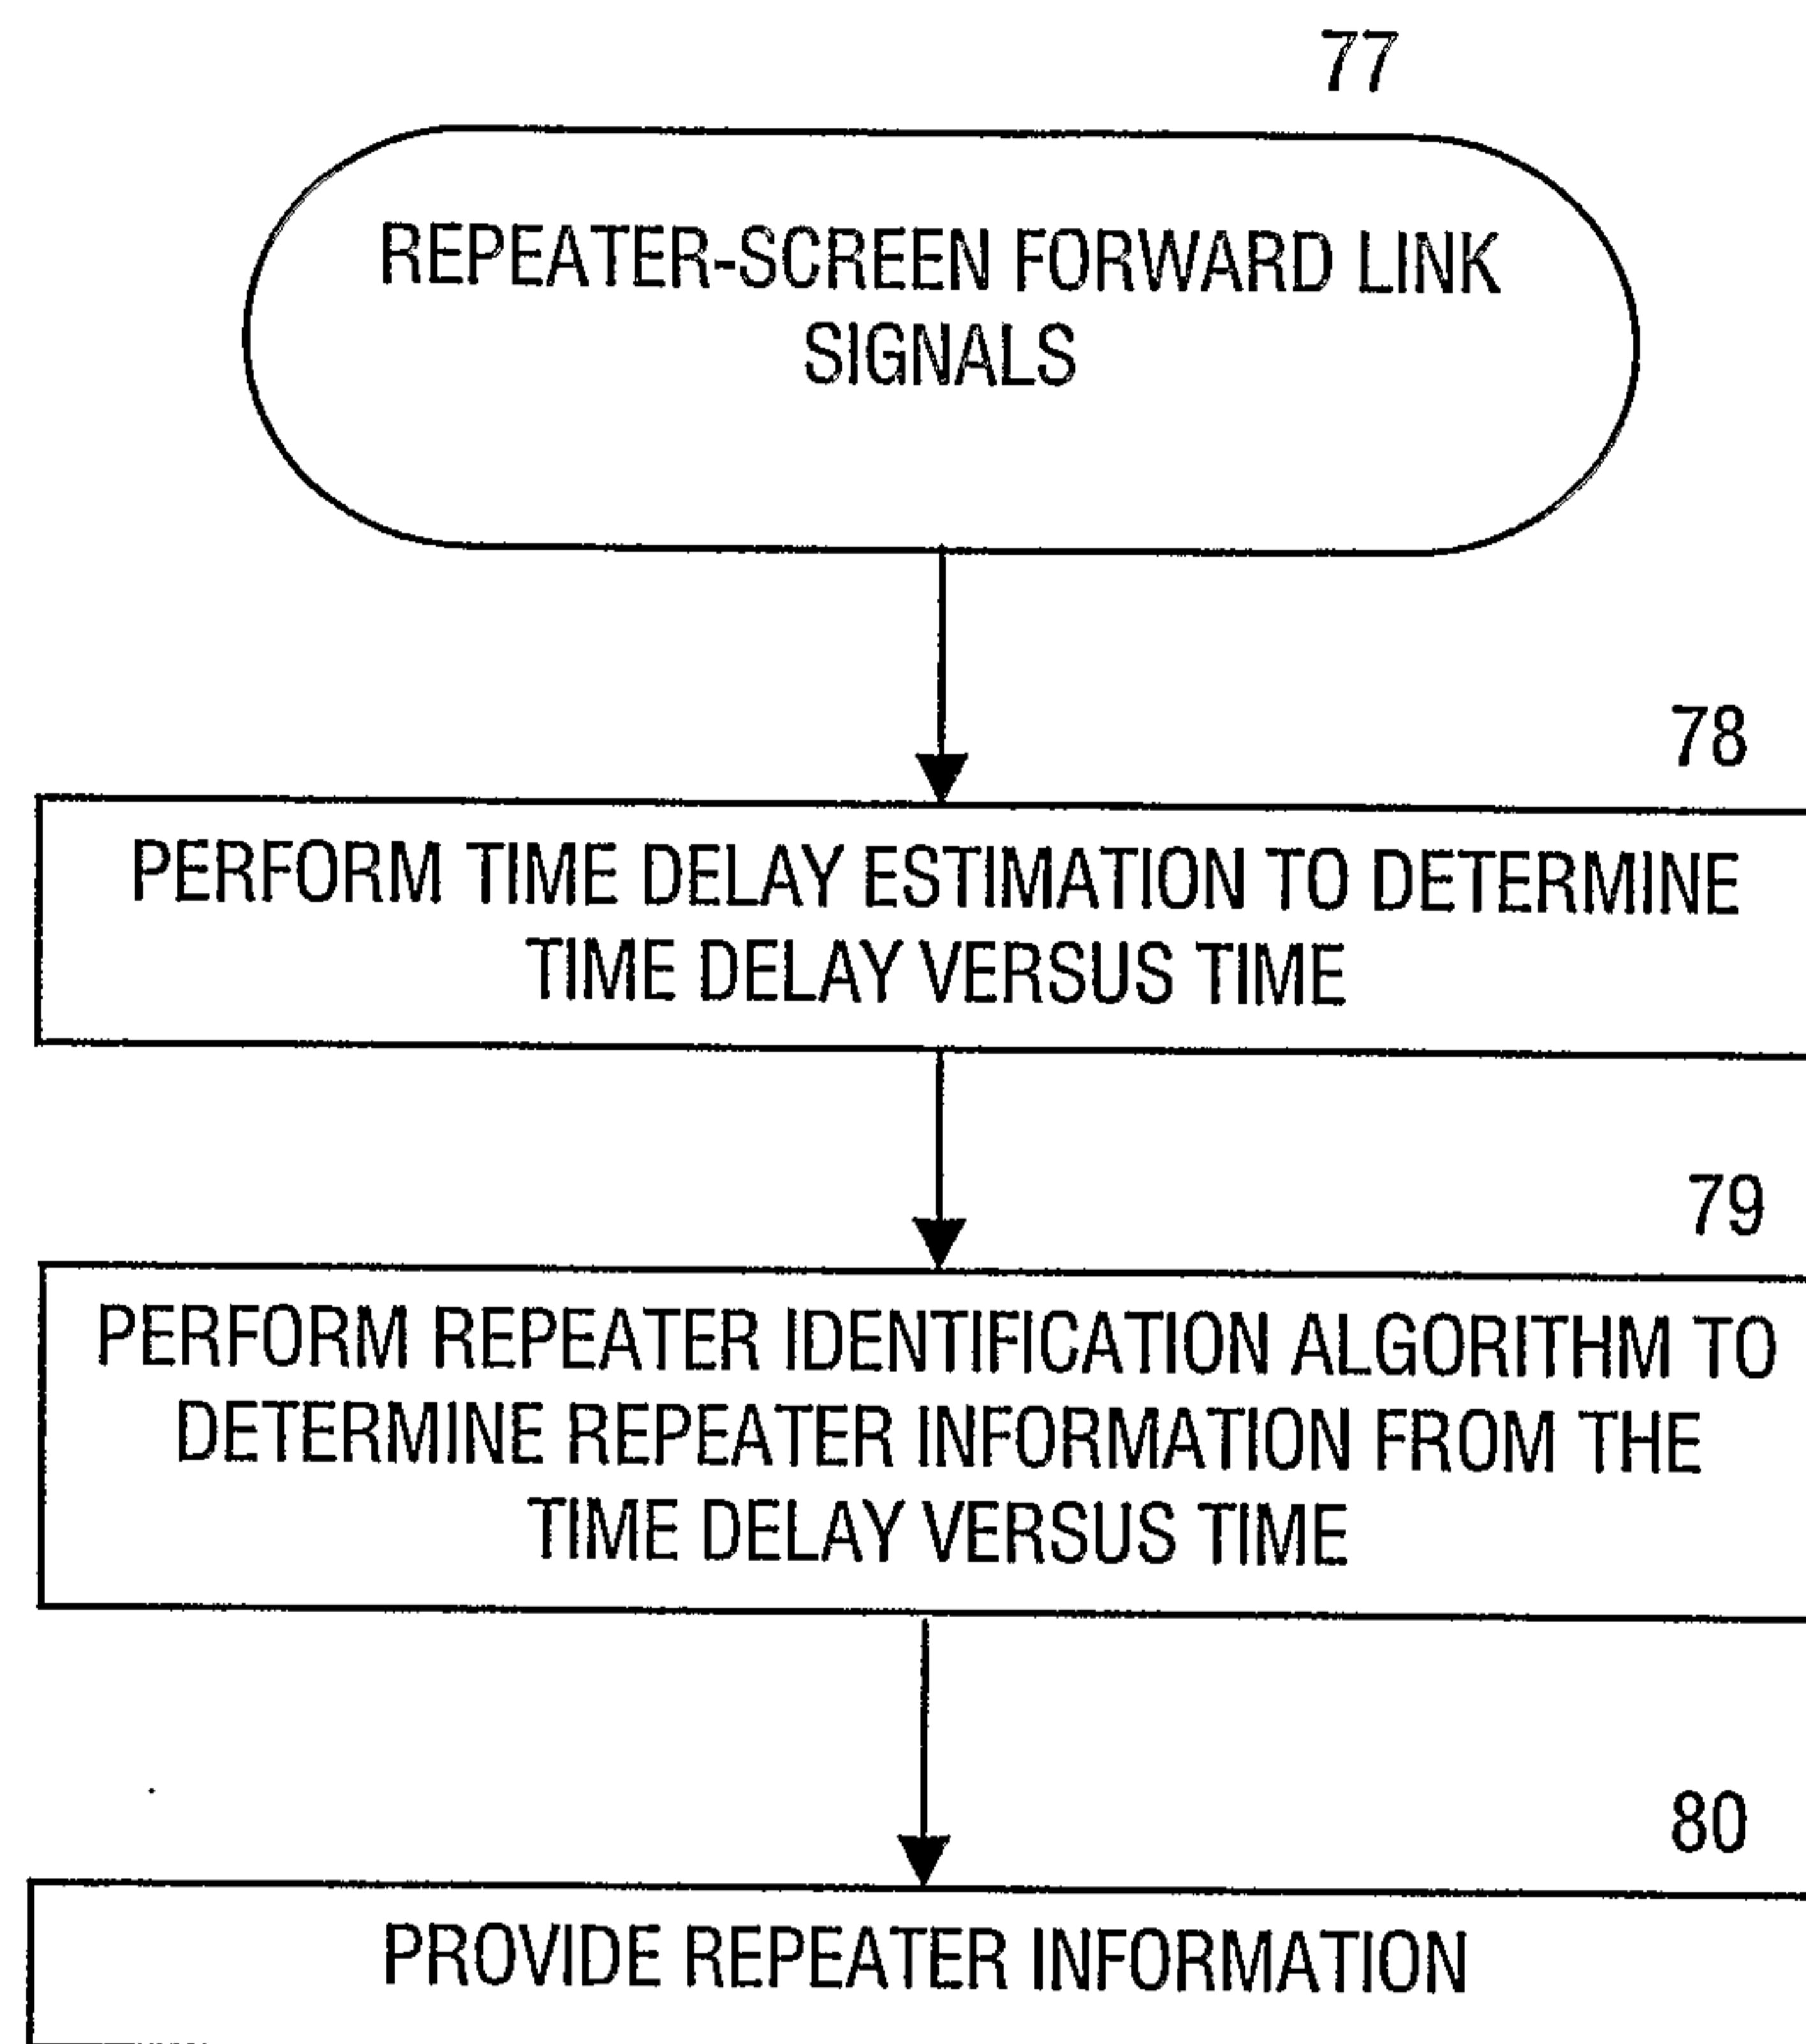 77
REPEATER-SCREEN FORWARD LINK
SIGNALS
78
PERFORM TIME DELAY ESTIMATION TO DETERMINE
TIME DELAY VERSUS TIME
79
PERFORM REPEATER IDENTIFICATION ALGORITHM TO
DETERMINE REPEATER INFORMATION FROM THE
TIME DELAY VERSUS TIME
80
PROVIDE REPEATER INFORMATION